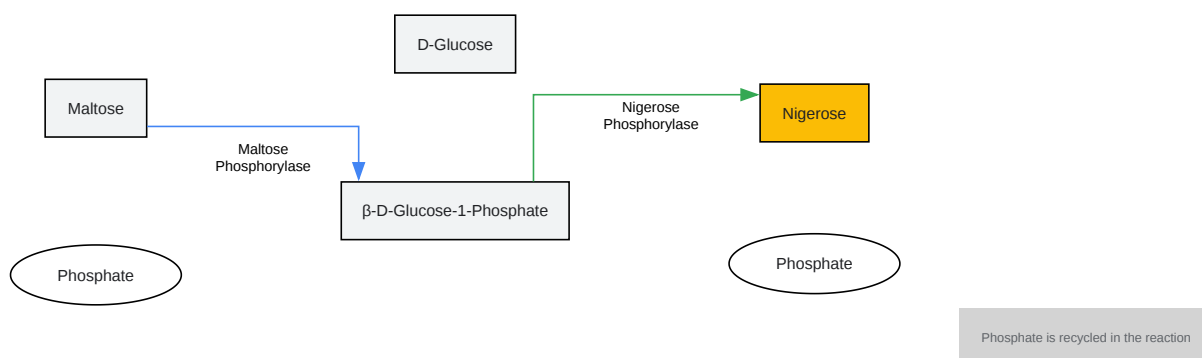 D-Glucose
Maltose
Nigerose
Phosphorylase
Nigerose
Maltose
Phosphorylase
β-D-Glucose-1-Phosphate
Phosphate
Phosphate
Phosphate is recycled in the reaction